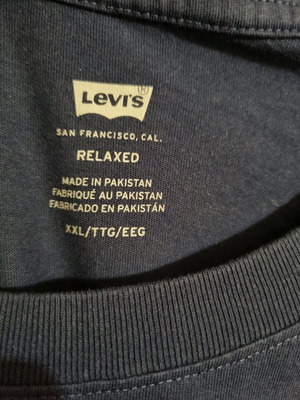 Levi's ®
SAN FRANCISCO, CAL.
RELAXED
MADE IN PAKISTAN
FABRIQUÉ AU PAKISTAN
FABRICADO EN PAKISTÁN
XXL/TTG/EEG